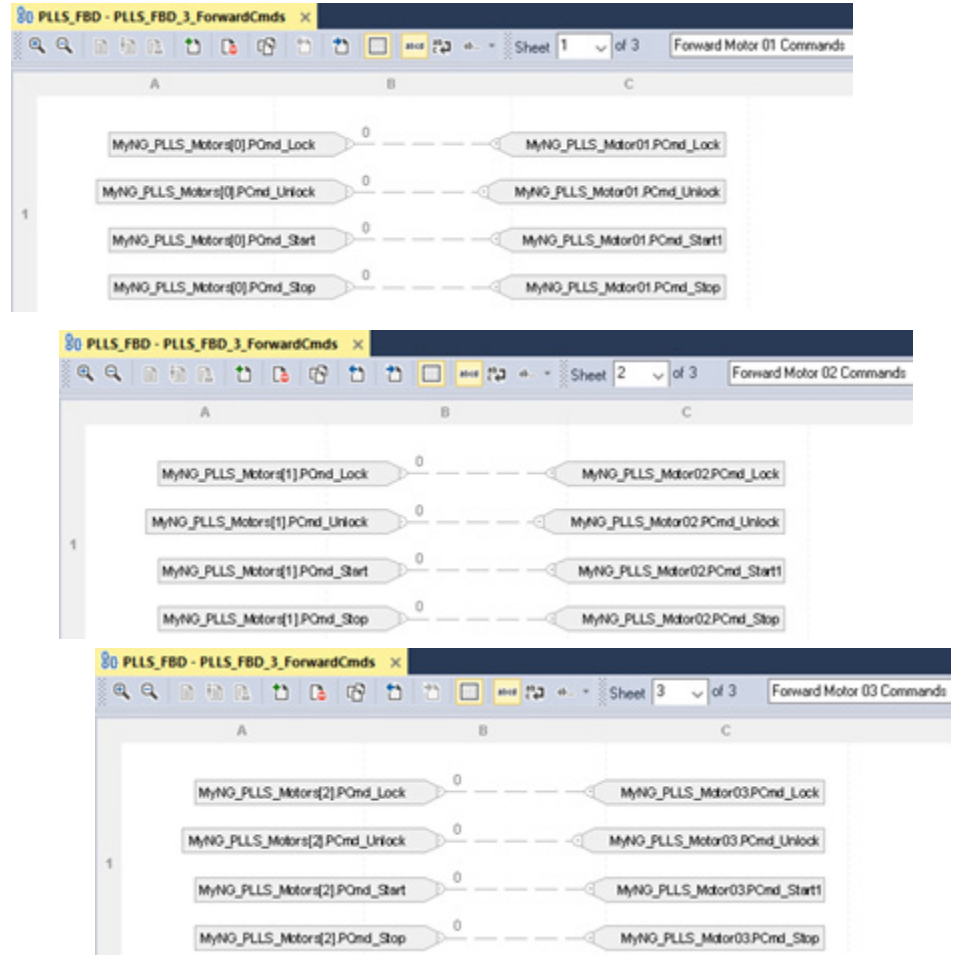 PLLS_FBD - PLLS_FBD_3_ForwardCmds ×
Sheet 1 of 3 Forward Motor 01 Commands
A B C
MyNG_PLLS_Motors[0].PCmd_Lock 0 MyNG_PLLS_Motor01.PCmd_Lock
MyNG_PLLS_Motors[0].PCmd_Unlock 0 MyNG_PLLS_Motor01.PCmd_Unlock
1
MyNG_PLLS_Motors[0].PCmd_Start 0 MyNG_PLLS_Motor01.PCmd_Start1
MyNG_PLLS_Motors[0].PCmd_Stop 0 MyNG_PLLS_Motor01.PCmd_Stop
PLLS_FBD - PLLS_FBD_3_ForwardCmds ×
Sheet 2 of 3 Forward Motor 02 Commands
A B C
MyNG_PLLS_Motors[1].PCmd_Lock 0 MyNG_PLLS_Motor02.PCmd_Lock
MyNG_PLLS_Motors[1].PCmd_Unlock 0 MyNG_PLLS_Motor02.PCmd_Unlock
1
MyNG_PLLS_Motors[1].PCmd_Start 0 MyNG_PLLS_Motor02.PCmd_Start1
MyNG_PLLS_Motors[1].PCmd_Stop 0 MyNG_PLLS_Motor02.PCmd_Stop
PLLS_FBD - PLLS_FBD_3_ForwardCmds ×
Sheet 3 of 3 Forward Motor 03 Commands
A B C
MyNG_PLLS_Motors[2].PCmd_Lock 0 MyNG_PLLS_Motor03.PCmd_Lock
MyNG_PLLS_Motors[2].PCmd_Unlock 0 MyNG_PLLS_Motor03.PCmd_Unlock
1
MyNG_PLLS_Motors[2].PCmd_Start 0 MyNG_PLLS_Motor03.PCmd_Start1
MyNG_PLLS_Motors[2].PCmd_Stop 0 MyNG_PLLS_Motor03.PCmd_Stop